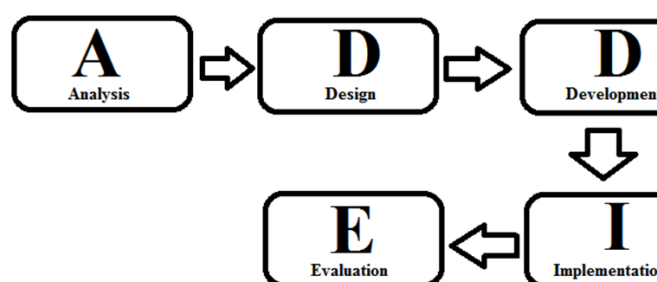 A
Analysis
D
Design
D
Developmen
I
Implementatio
E
Evaluation